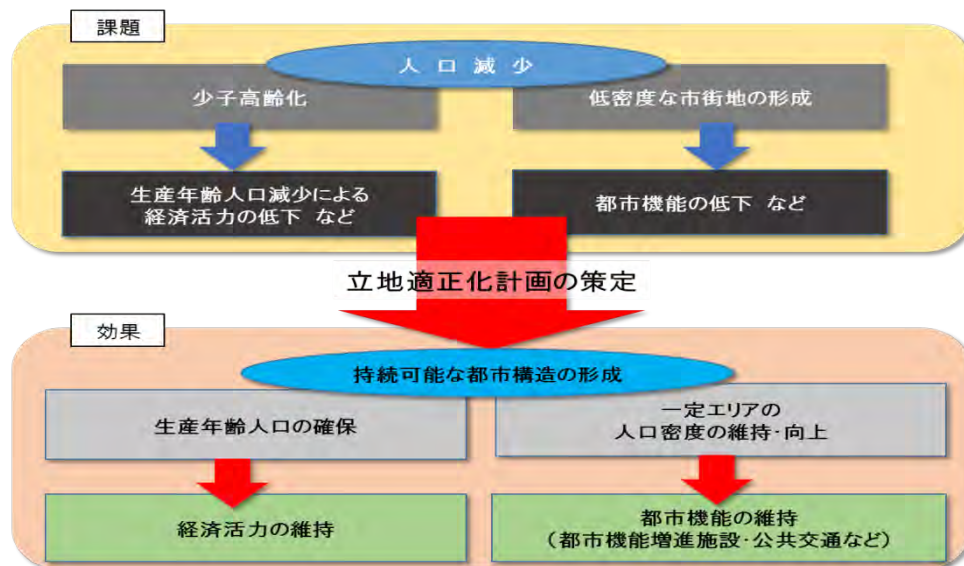 課題
人 口 減 少
少子高齢化
低密度な市街地の形成
生産年齢人口減少による
経済活力の低下 など
都市機能の低下 など
立地適正化計画の策定
効果
持続可能な都市構造の形成
生産年齢人口の確保
一定エリアの
人口密度の維持・向上
経済活力の維持
都市機能の維持
（都市機能増進施設・公共交通など）